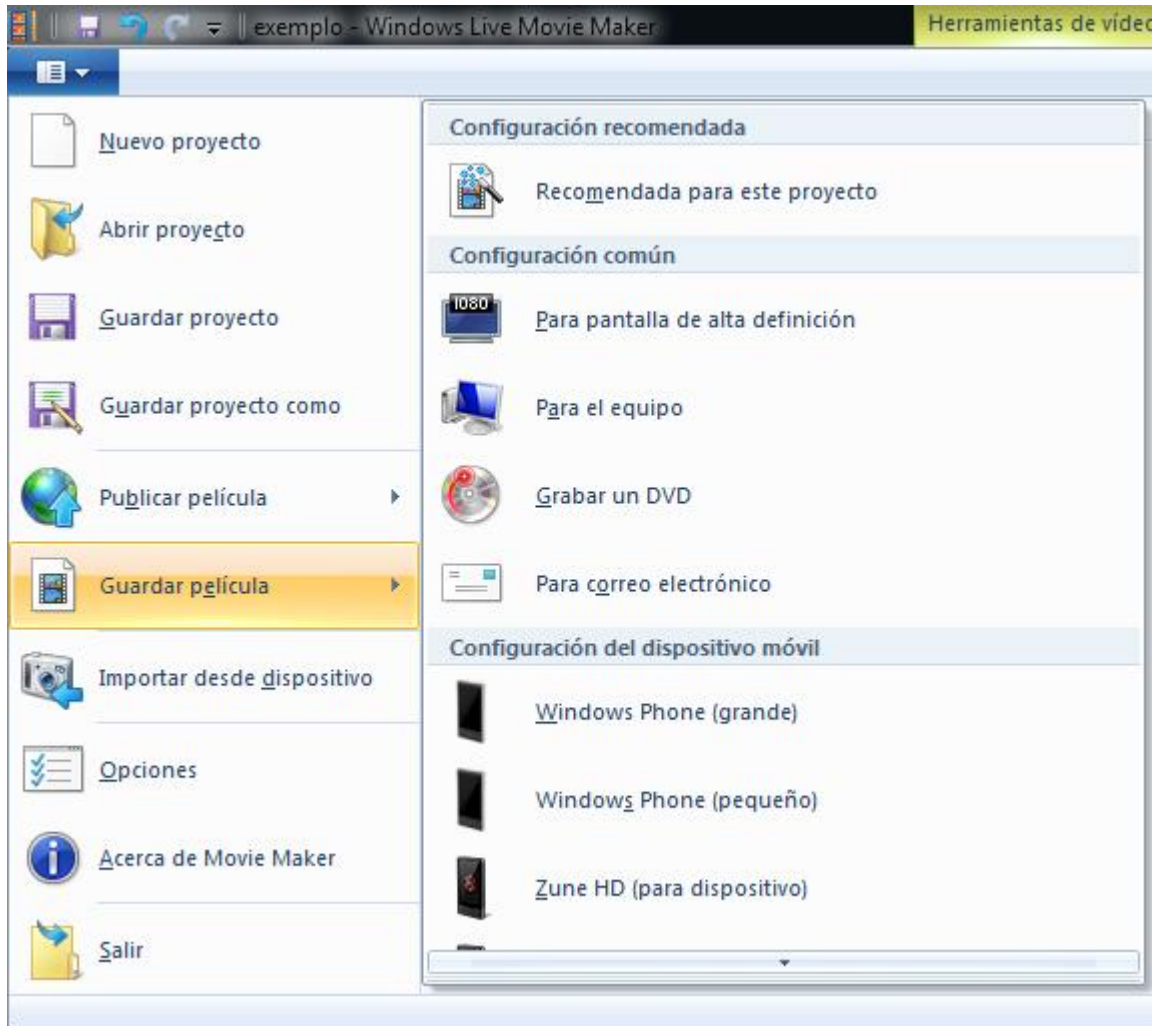 exemplo - Windows Live Movie Maker
Herramientas de vídeo
Nuevo proyecto
Abrir proyecto
Guardar proyecto
Guardar proyecto como
Publicar película
Guardar película
Importar desde dispositivo
Opciones
Acerca de Movie Maker
Salir
Configuración recomendada
Recomendada para este proyecto
Configuración común
1080
Para pantalla de alta definición
Para el equipo
Grabar un DVD
Para correo electrónico
Configuración del dispositivo móvil
Windows Phone (grande)
Windows Phone (pequeño)
Zune HD (para dispositivo)